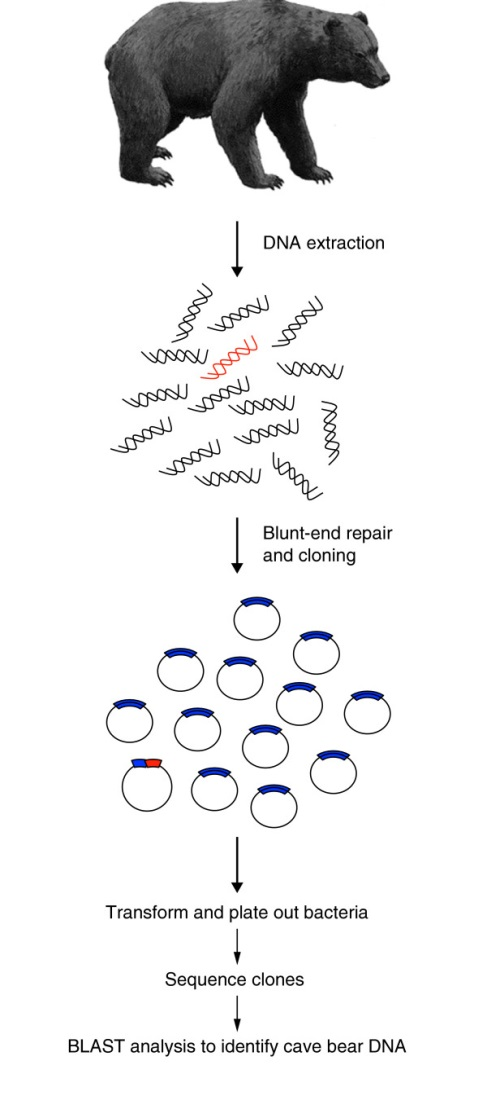 DNA extraction
Blunt-end repair
and cloning
Transform and plate out bacteria
Sequence clones
BLAST analysis to identify cave bear DNA